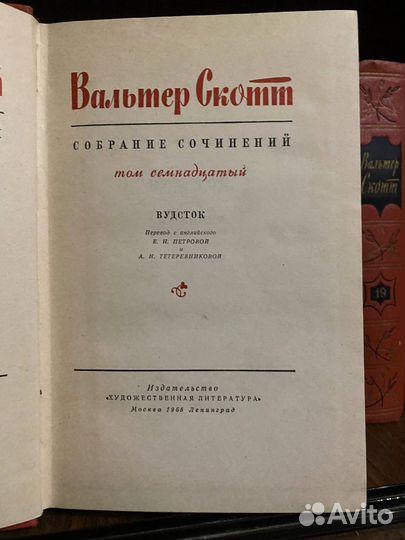 Вальтер Скотт
СОБРАНИЕ СОЧИНЕНИЙ
том семнадцатый
ВУДСТОК
Перевод с английского
Е. Н. ПЕТРОВОЙ
и
А. Н. ТЕТЕРЕВНИКОВОЙ
Издательство
«ХУДОЖЕСТВЕННАЯ ЛИТЕРАТУРА»
Москва 1965 Ленинград
Вальтер
Скотт
19
Avito